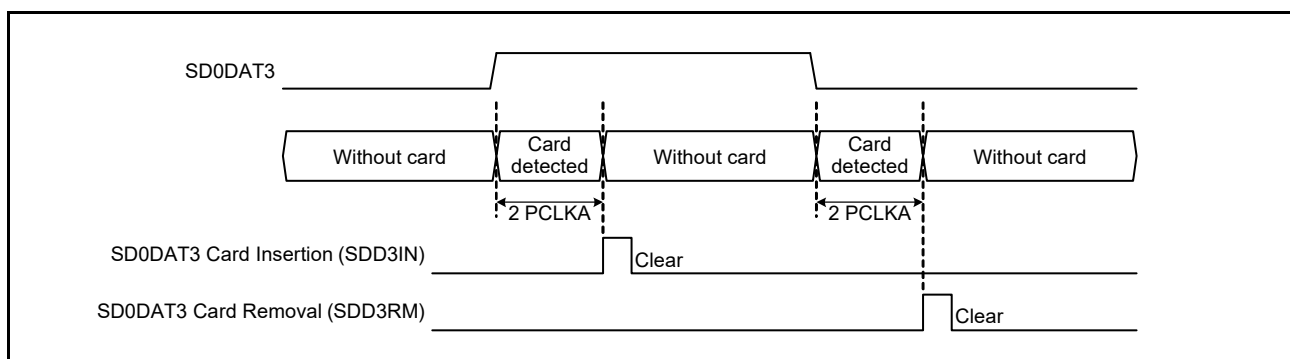 SD0DAT3
Without card
Card
detected
Without card
Card
detected
Without card
2 PCLKA
2 PCLKA
SD0DAT3 Card Insertion (SDD3IN)
Clear
SD0DAT3 Card Removal (SDD3RM)
Clear